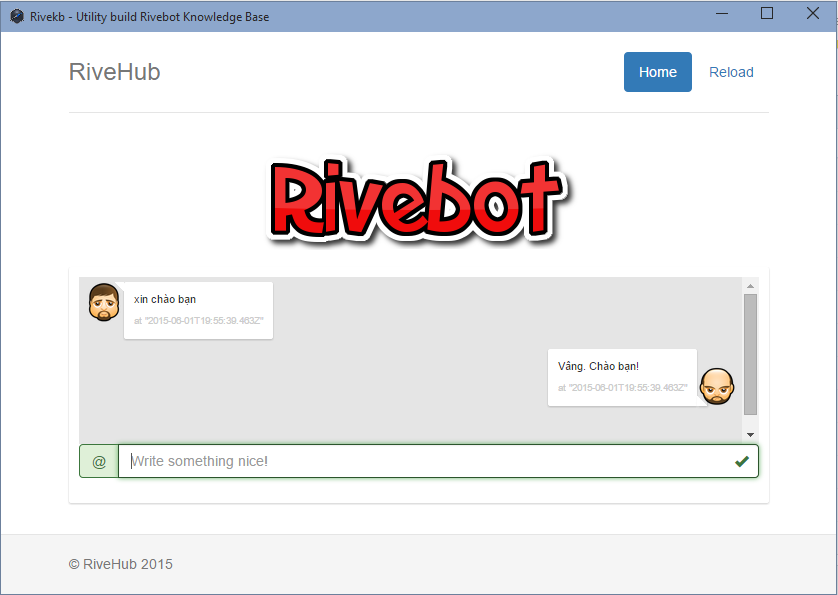 Rivekb - Utility build Rivebot Knowledge Base
RiveHub
Home
Reload
Rivebot
xin chào bạn
at "2015-06-01T19:55:39.463Z"
Vâng. Chào bạn!
at "2015-06-01T19:55:39.463Z"
@
Write something nice!
© RiveHub 2015